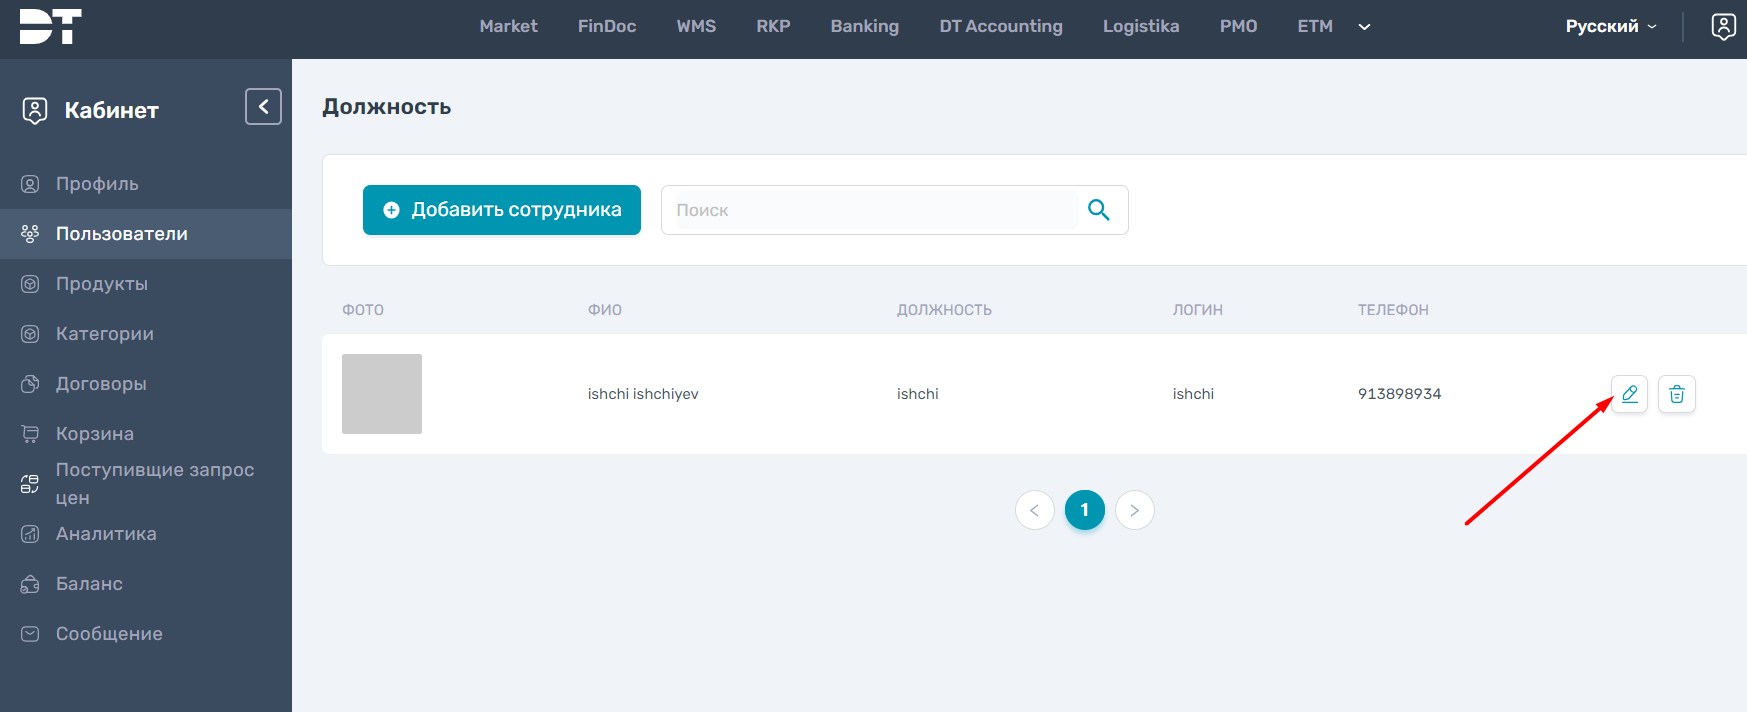 DT
Market FinDoc WMS RKP Banking DT Accounting Logistika PMO ETM
Русский
Кабинет
Профиль
Пользователи
Продукты
Категории
Договоры
Корзина
Поступивщие запрос
цен
Аналитика
Баланс
Сообщение
Должность
Добавить сотрудника
Поиск
ФОТО ФИО ДОЛЖНОСТЬ ЛОГИН ТЕЛЕФОН
ishchi ishchiyev ishchi ishchi 913898934
< 1 >